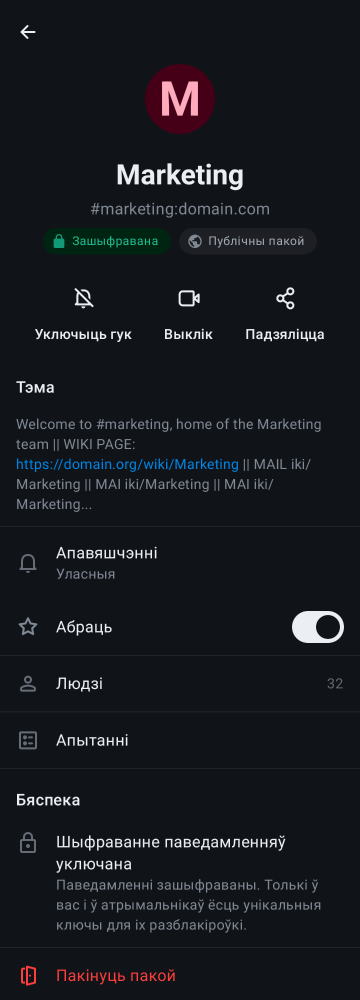 M
Marketing
#marketing:domain.com
Зашыфравана
Публічны пакой
Уключыць гук
Выклік
Падзяліцца
Тэма
Welcome to #marketing, home of the Marketing
team || WIKI PAGE:
https://domain.org/wiki/Marketing || MAIL iki/
Marketing || MAI iki/Marketing || MAI iki/
Marketing...
Апавяшчэнні
Уласныя
Абраць
Людзі
32
Апытанні
Бяспека
Шыфраванне паведамленняў
уключана
Паведамленні зашыфраваны. Толькі ў
вас і ў атрымальнікаў ёсць унікальныя
ключы для іх разблакіроўкі.
Пакінуць пакой